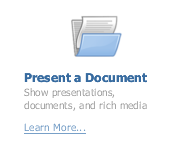 Present a Document
Show presentations,
documents, and rich media
Learn More...